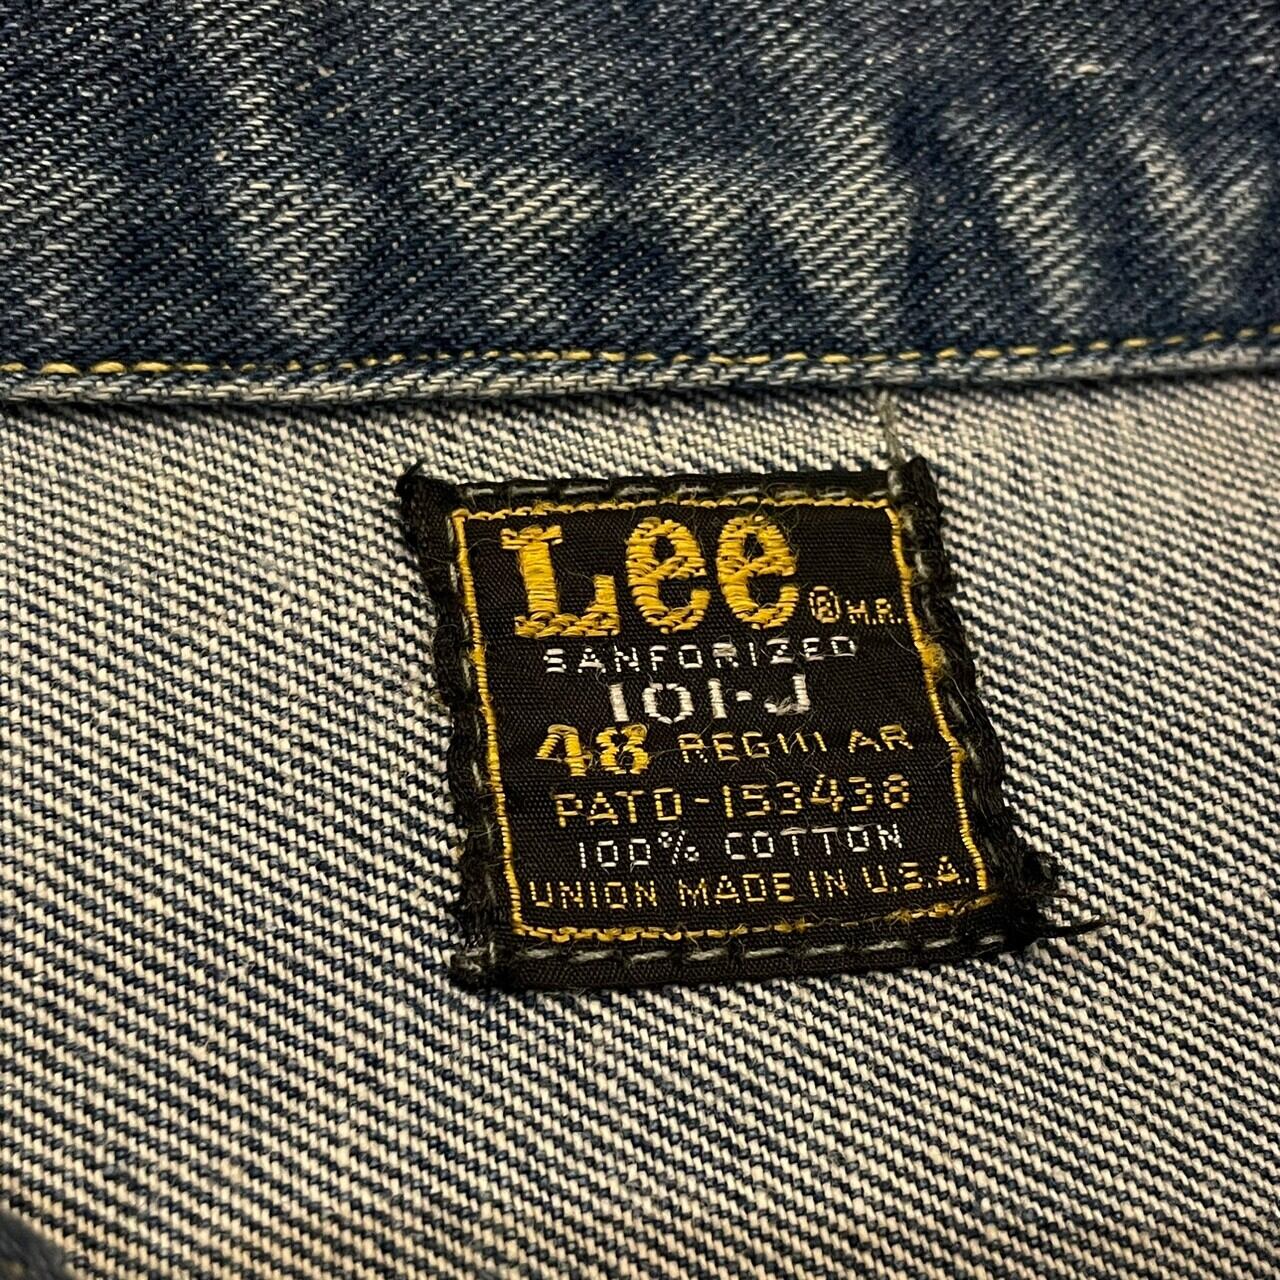 Lee ® M.R.
SANFORIZED
101-J
48 REGULAR
PATD-153438
100% COTTON
UNION MADE IN U.S.A.